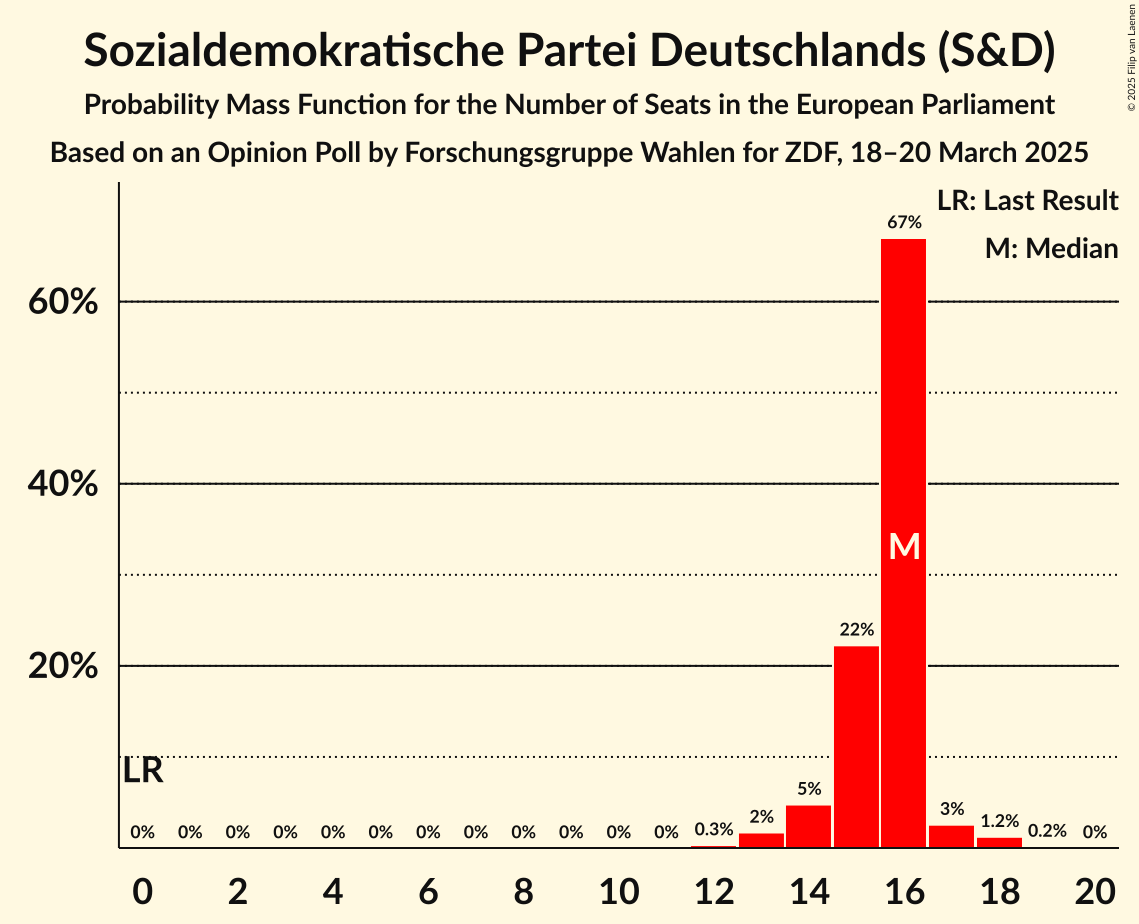 Sozialdemokratische Partei Deutschlands (S&D)
Probability Mass Function for the Number of Seats in the European Parliament
Based on an Opinion Poll by Forschungsgruppe Wahlen for ZDF, 18–20 March 2025
© 2025 Filip van Laenen
LR: Last Result
M: Median
60%
40%
20%
67%
M
22%
LR
0% 0% 0% 0% 0% 0% 0% 0% 0% 0% 0% 0% 0.3% 2% 5% 3% 1.2% 0.2% 0%
0 2 4 6 8 10 12 14 16 18 20